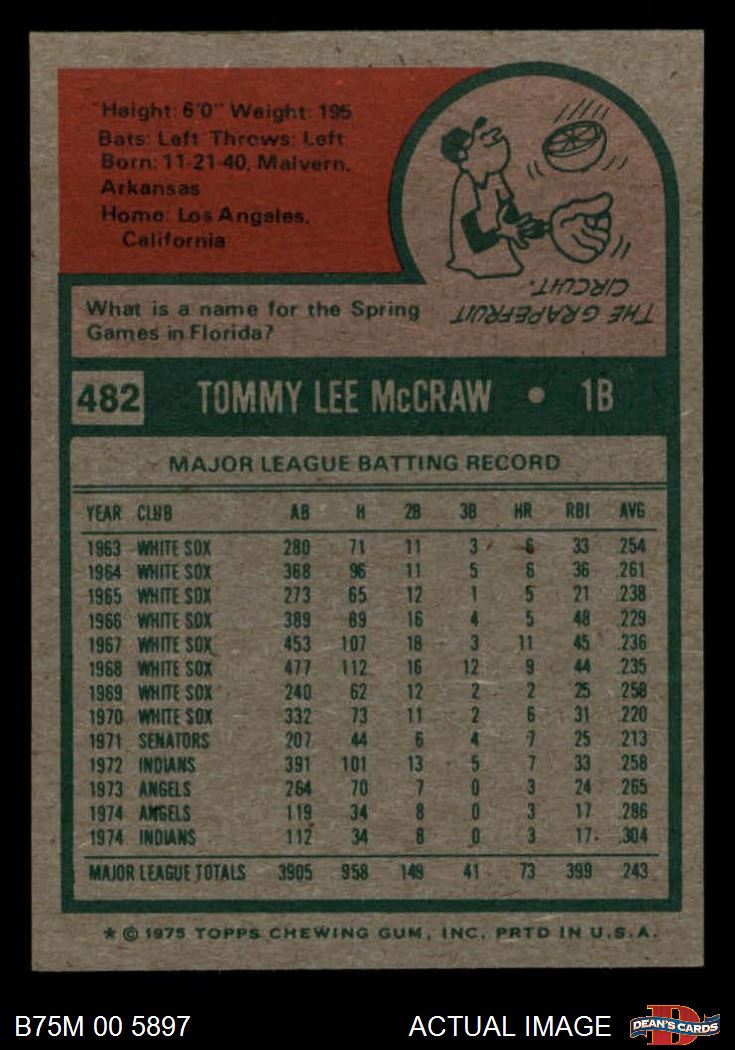 Height: 6'0" Weight: 195
Bats: Left Throws: Left
Born: 11-21-40, Malvern,
Arkansas
Home: Los Angeles,
California
THE GRAPEFRUIT
CIRCUIT.
What is a name for the Spring
Games in Florida?
482 TOMMY LEE McCRAW • 1B
MAJOR LEAGUE BATTING RECORD
YEAR CLUB AB H 2B 3B HR RBI AVG
1963 WHITE SOX 280 71 11 3 6 33 .254
1964 WHITE SOX 368 96 11 5 6 36 .261
1965 WHITE SOX 273 65 12 1 5 21 .238
1966 WHITE SOX 389 89 16 4 5 48 .229
1967 WHITE SOX 453 107 18 3 11 45 .236
1968 WHITE SOX 477 112 16 12 9 44 .235
1969 WHITE SOX 240 62 12 2 2 25 .258
1970 WHITE SOX 332 73 11 2 6 31 .220
1971 SENATORS 207 44 6 4 7 25 .213
1972 INDIANS 391 101 13 5 7 33 .258
1973 ANGELS 264 70 7 0 3 24 .265
1974 ANGELS 119 34 8 0 3 17 .286
1974 INDIANS 112 34 8 0 3 17 .304
MAJOR LEAGUE TOTALS 3905 958 149 41 73 399 .243
* © 1975 TOPPS CHEWING GUM, INC. PRTD IN U.S.A.
B75M 00 5897 ACTUAL IMAGE
D
DEAN'S CARDS